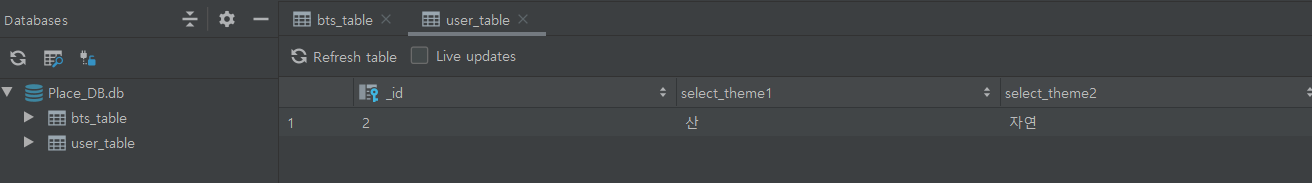 Databases
bts_table
user_table
Refresh table
Live updates
Place_DB.db
bts_table
user_table
_id
select_theme1
select_theme2
1
2
산
자연